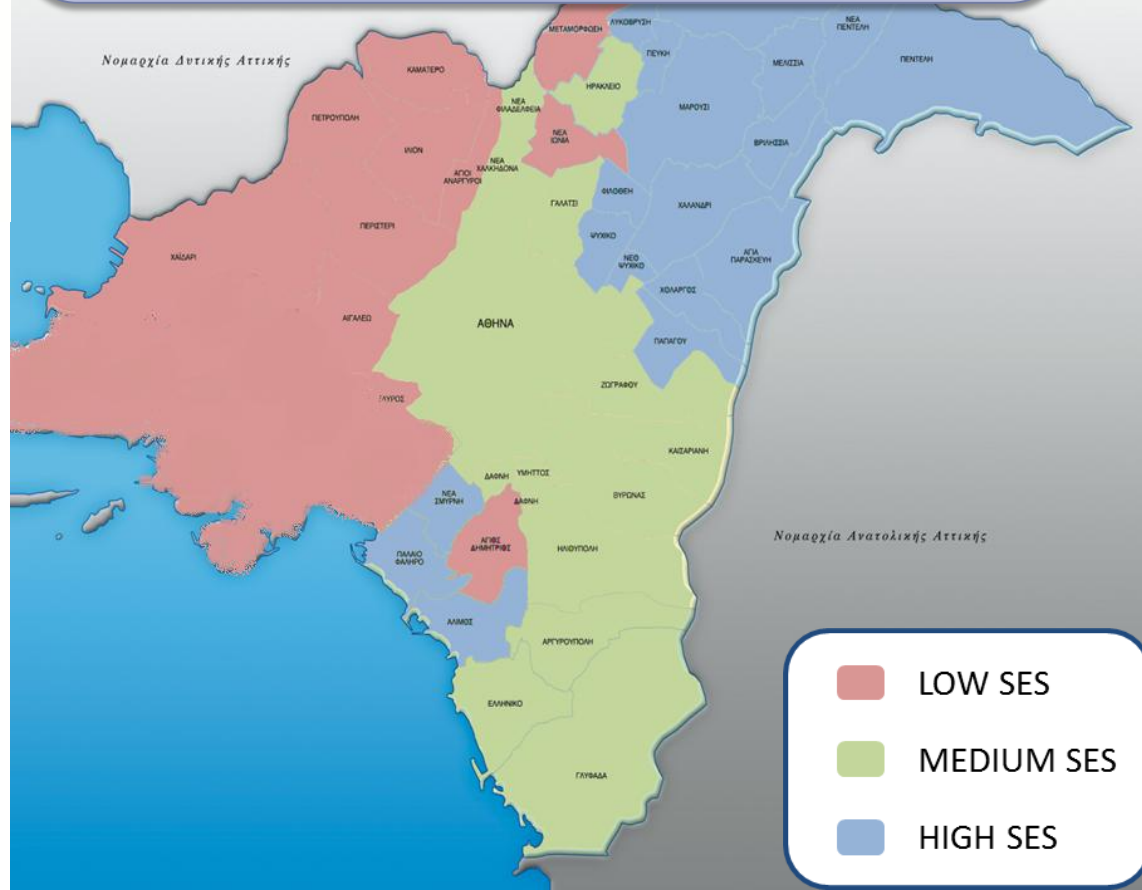 ΜΕΤΑΜΟΡΦΩΣΗ
ΛΥΚΟΒΡΥΣΗ
ΝΕΑ
ΠΕΝΤΕΛΗ
Νομαρχία Δυτικής Αττικής
ΠΕΥΚΗ
ΜΕΛΙΣΣΙΑ
ΠΕΝΤΕΛΗ
ΚΑΜΑΤΕΡΟ
ΗΡΑΚΛΕΙΟ
ΝΕΑ
ΦΙΛΑΔΕΛΦΕΙΑ
ΜΑΡΟΥΣΙ
ΠΕΤΡΟΥΠΟΛΗ
ΝΕΑ
ΙΩΝΙΑ
ΒΡΙΛΗΣΣΙΑ
ΙΛΙΟΝ
ΝΕΑ
ΧΑΛΚΗΔΟΝΑ
ΑΓΙΟΙ
ΑΝΑΡΓΥΡΟΙ
ΦΙΛΟΘΕΗ
ΓΑΛΑΤΣΙ
ΧΑΛΑΝΔΡΙ
ΠΕΡΙΣΤΕΡΙ
ΨΥΧΙΚΟ
ΧΑΪΔΑΡΙ
ΝΕΟ
ΨΥΧΙΚΟ
ΑΓΙΑ
ΠΑΡΑΣΚΕΥΗ
ΧΟΛΑΡΓΟΣ
ΑΙΓΑΛΕΩ
ΑΘΗΝΑ
ΠΑΠΑΓΟΥ
ΖΩΓΡΑΦΟΥ
ΚΑΙΣΑΡΙΑΝΗ
ΔΑΦΝΗ
ΥΜΗΤΤΟΣ
ΝΕΑ
ΣΜΥΡΝΗ
ΔΑΦΝΗ
ΒΥΡΩΝΑΣ
Νομαρχία Ανατολικής Αττικής
ΑΓΙΟΣ
ΔΗΜΗΤΡΙΟΣ
ΗΛΙΟΥΠΟΛΗ
ΠΑΛΑΙΟ
ΦΑΛΗΡΟ
ΑΛΙΜΟΣ
ΑΡΓΥΡΟΥΠΟΛΗ
ΕΛΛΗΝΙΚΟ
ΓΛΥΦΑΔΑ
LOW SES
MEDIUM SES
HIGH SES